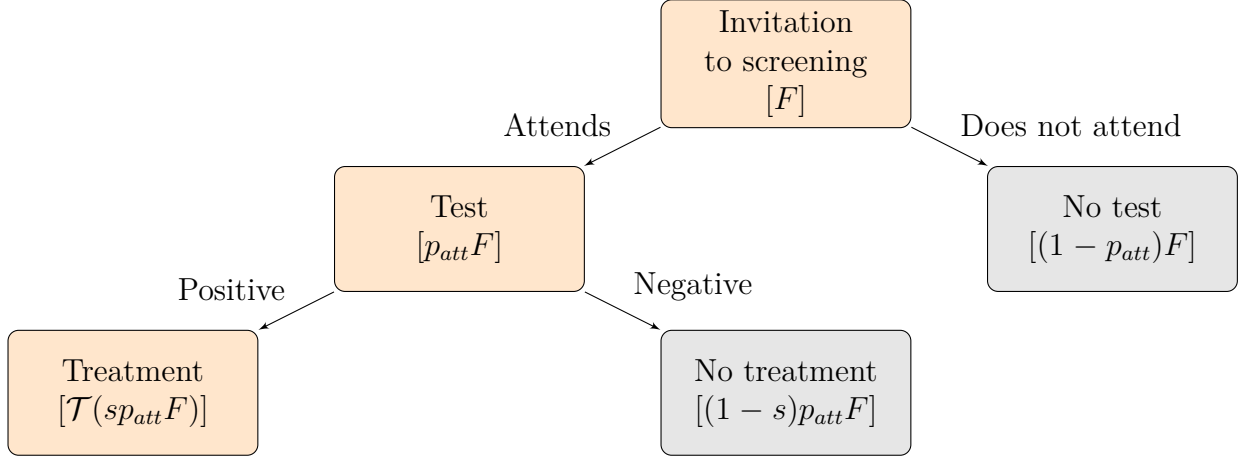 Invitation
to screening
[F]
Attends
Does not attend
Test
[p_{att}F]
No test
[(1 − p_{att})F]
Positive
Negative
Treatment
[𝒯(sp_{att}F)]
No treatment
[(1 − s)p_{att}F]